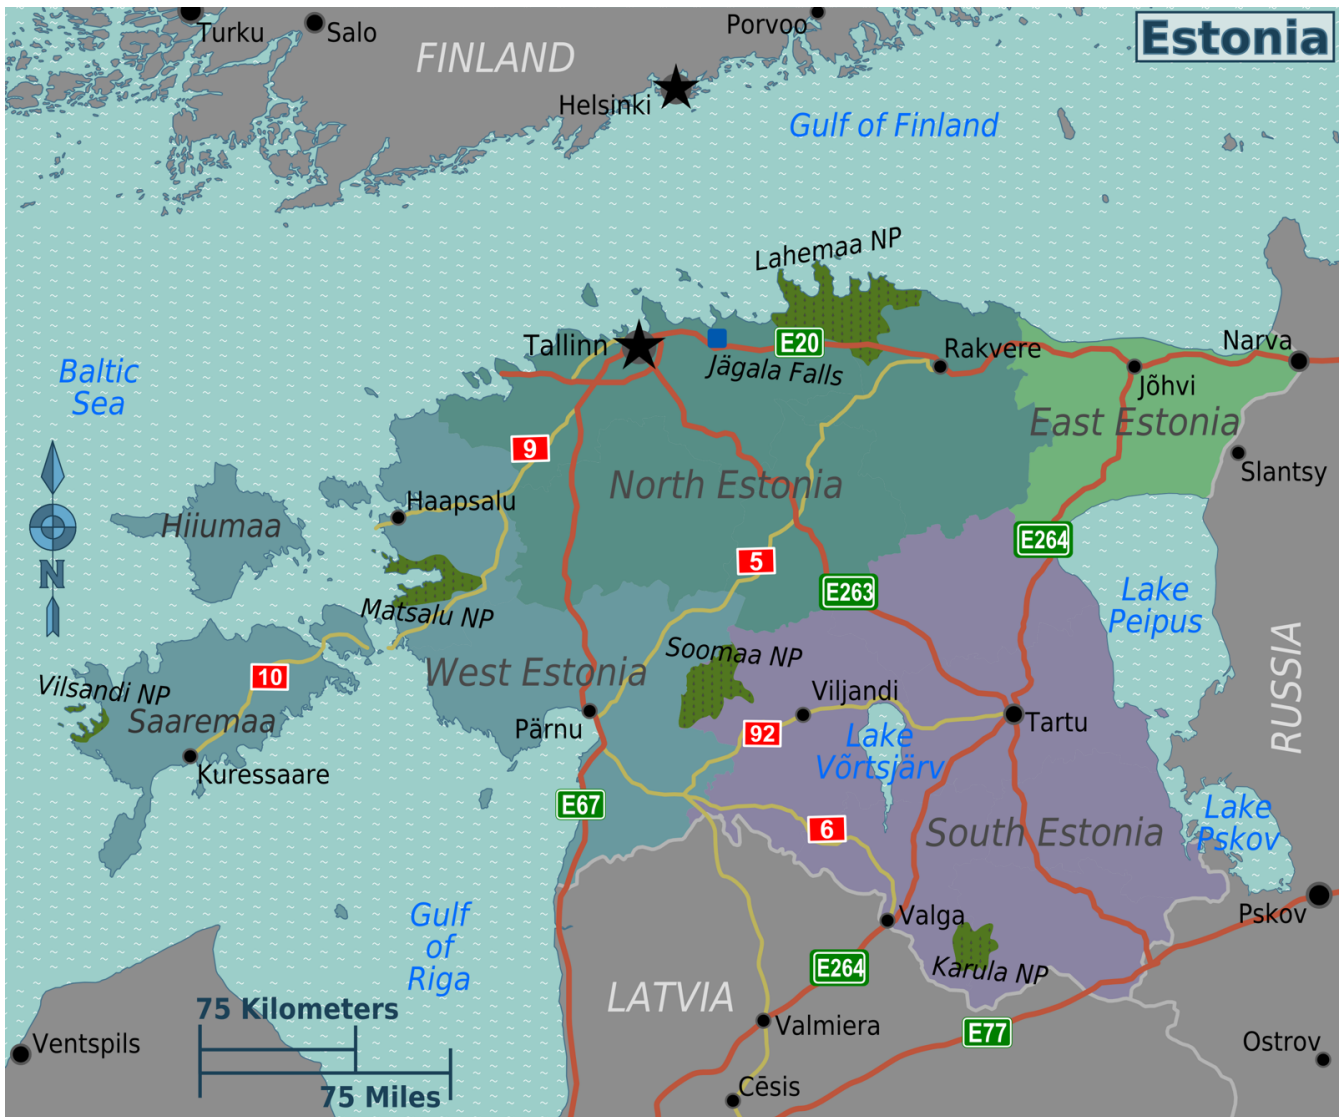 Estonia
Turku
Salo
Porvoo
FINLAND
Helsinki
Gulf of Finland
Lahemaa NP
Tallinn
E20
Rakvere
Narva
Jägala Falls
Jõhvi
Baltic
Sea
East Estonia
9
Slantsy
North Estonia
Haapsalu
Hiiumaa
E264
5
N
E263
Lake
Peipus
Matsalu NP
Soomaa NP
RUSSIA
West Estonia
10
Vilsandi NP
Viljandi
Saaremaa
Pärnu
92
Tartu
Lake
Võrtsjärv
Kuressaare
E67
Lake
Pskov
6
South Estonia
Gulf
of
Riga
Valga
Pskov
E264
Karula NP
LATVIA
75 Kilometers
Valmiera
E77
Ventspils
Ostrov
75 Miles
Cēsis